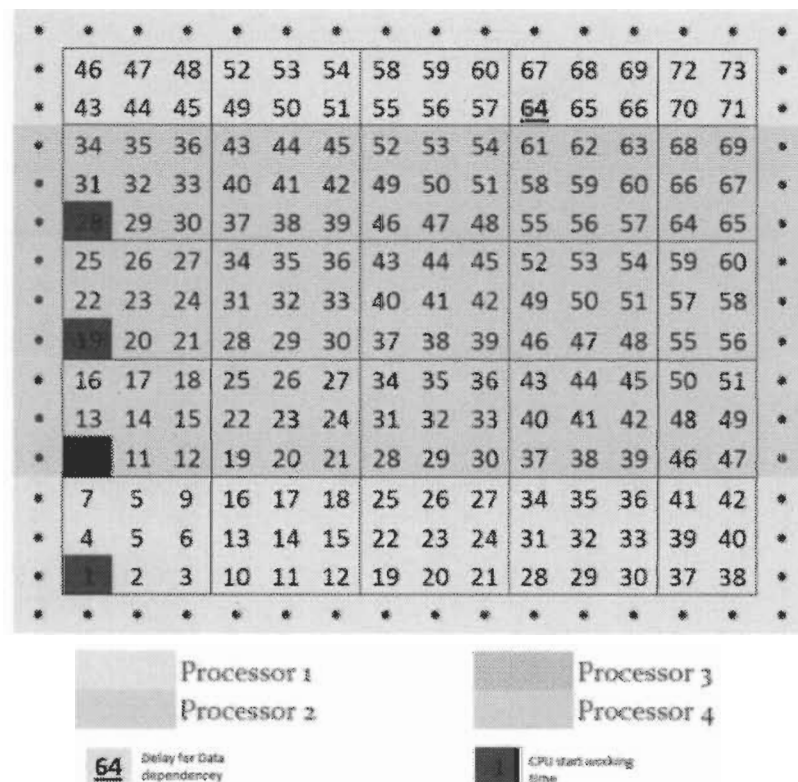 46 47 48 52 53 54 58 59 60 67 68 69 72 73
43 44 45 49 50 51 55 56 57 64 65 66 70 71
34 35 36 43 44 45 52 53 54 61 62 63 68 69
31 32 33 40 41 42 49 50 51 58 59 60 66 67
28 29 30 37 38 39 46 47 48 55 56 57 64 65
25 26 27 34 35 36 43 44 45 52 53 54 59 60
22 23 24 31 32 33 40 41 42 49 50 51 57 58
19 20 21 28 29 30 37 38 39 46 47 48 55 56
16 17 18 25 26 27 34 35 36 43 44 45 50 51
13 14 15 22 23 24 31 32 33 40 41 42 48 49
11 12 19 20 21 28 29 30 37 38 39 46 47
7 5 9 16 17 18 25 26 27 34 35 36 41 42
4 5 6 13 14 15 22 23 24 31 32 33 39 40
1 2 3 10 11 12 19 20 21 28 29 30 37 38
Processor 1
Processor 2
Processor 3
Processor 4
64 Delay for Data
dependencey
1 CPU start working
time